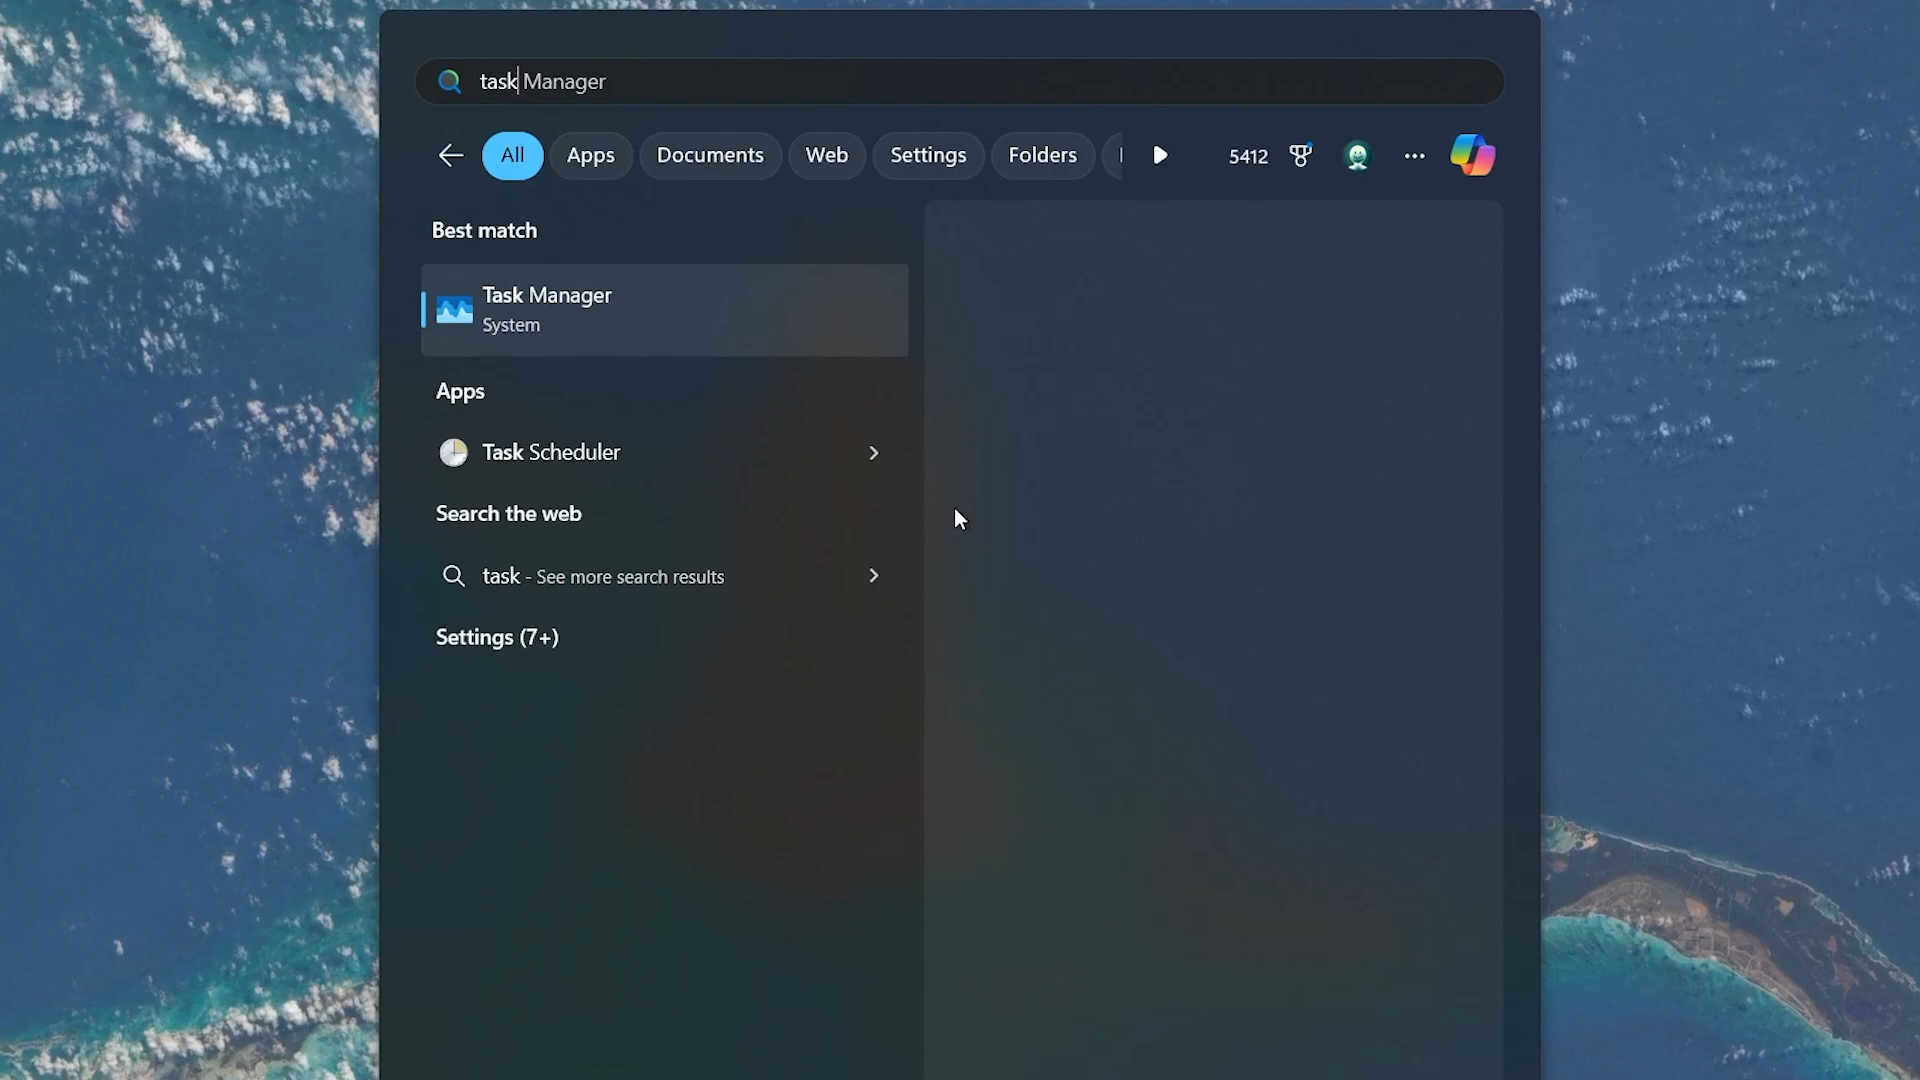 task Manager
All Apps Documents Web Settings Folders 5412
Best match
Task Manager
System
Apps
Task Scheduler
Search the web
task - See more search results
Settings (7+)